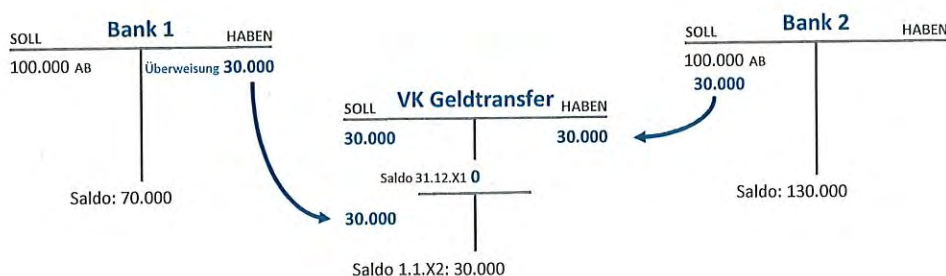 Bank 1
SOLL HABEN
100.000 AB Überweisung 30.000
Saldo: 70.000
VK Geldtransfer
SOLL HABEN
30.000 30.000
Saldo 31.12.X1 0
30.000
Saldo 1.1.X2: 30.000
Bank 2
SOLL HABEN
100.000 AB
30.000
Saldo: 130.000